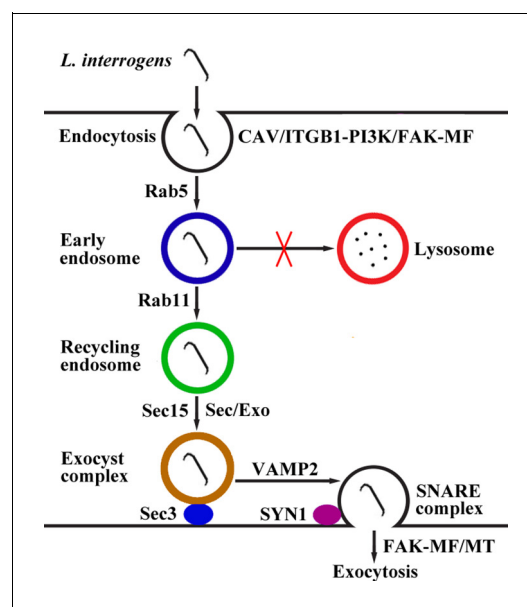 L. interrogens
Endocytosis
CAV/ITGB1-PI3K/FAK-MF
Rab5
Early
endosome
Lysosome
Rab11
Recycling
endosome
Sec15
Sec/Exo
Exocyst
complex
VAMP2
SNARE
complex
Sec3
SYN1
FAK-MF/MT
Exocytosis